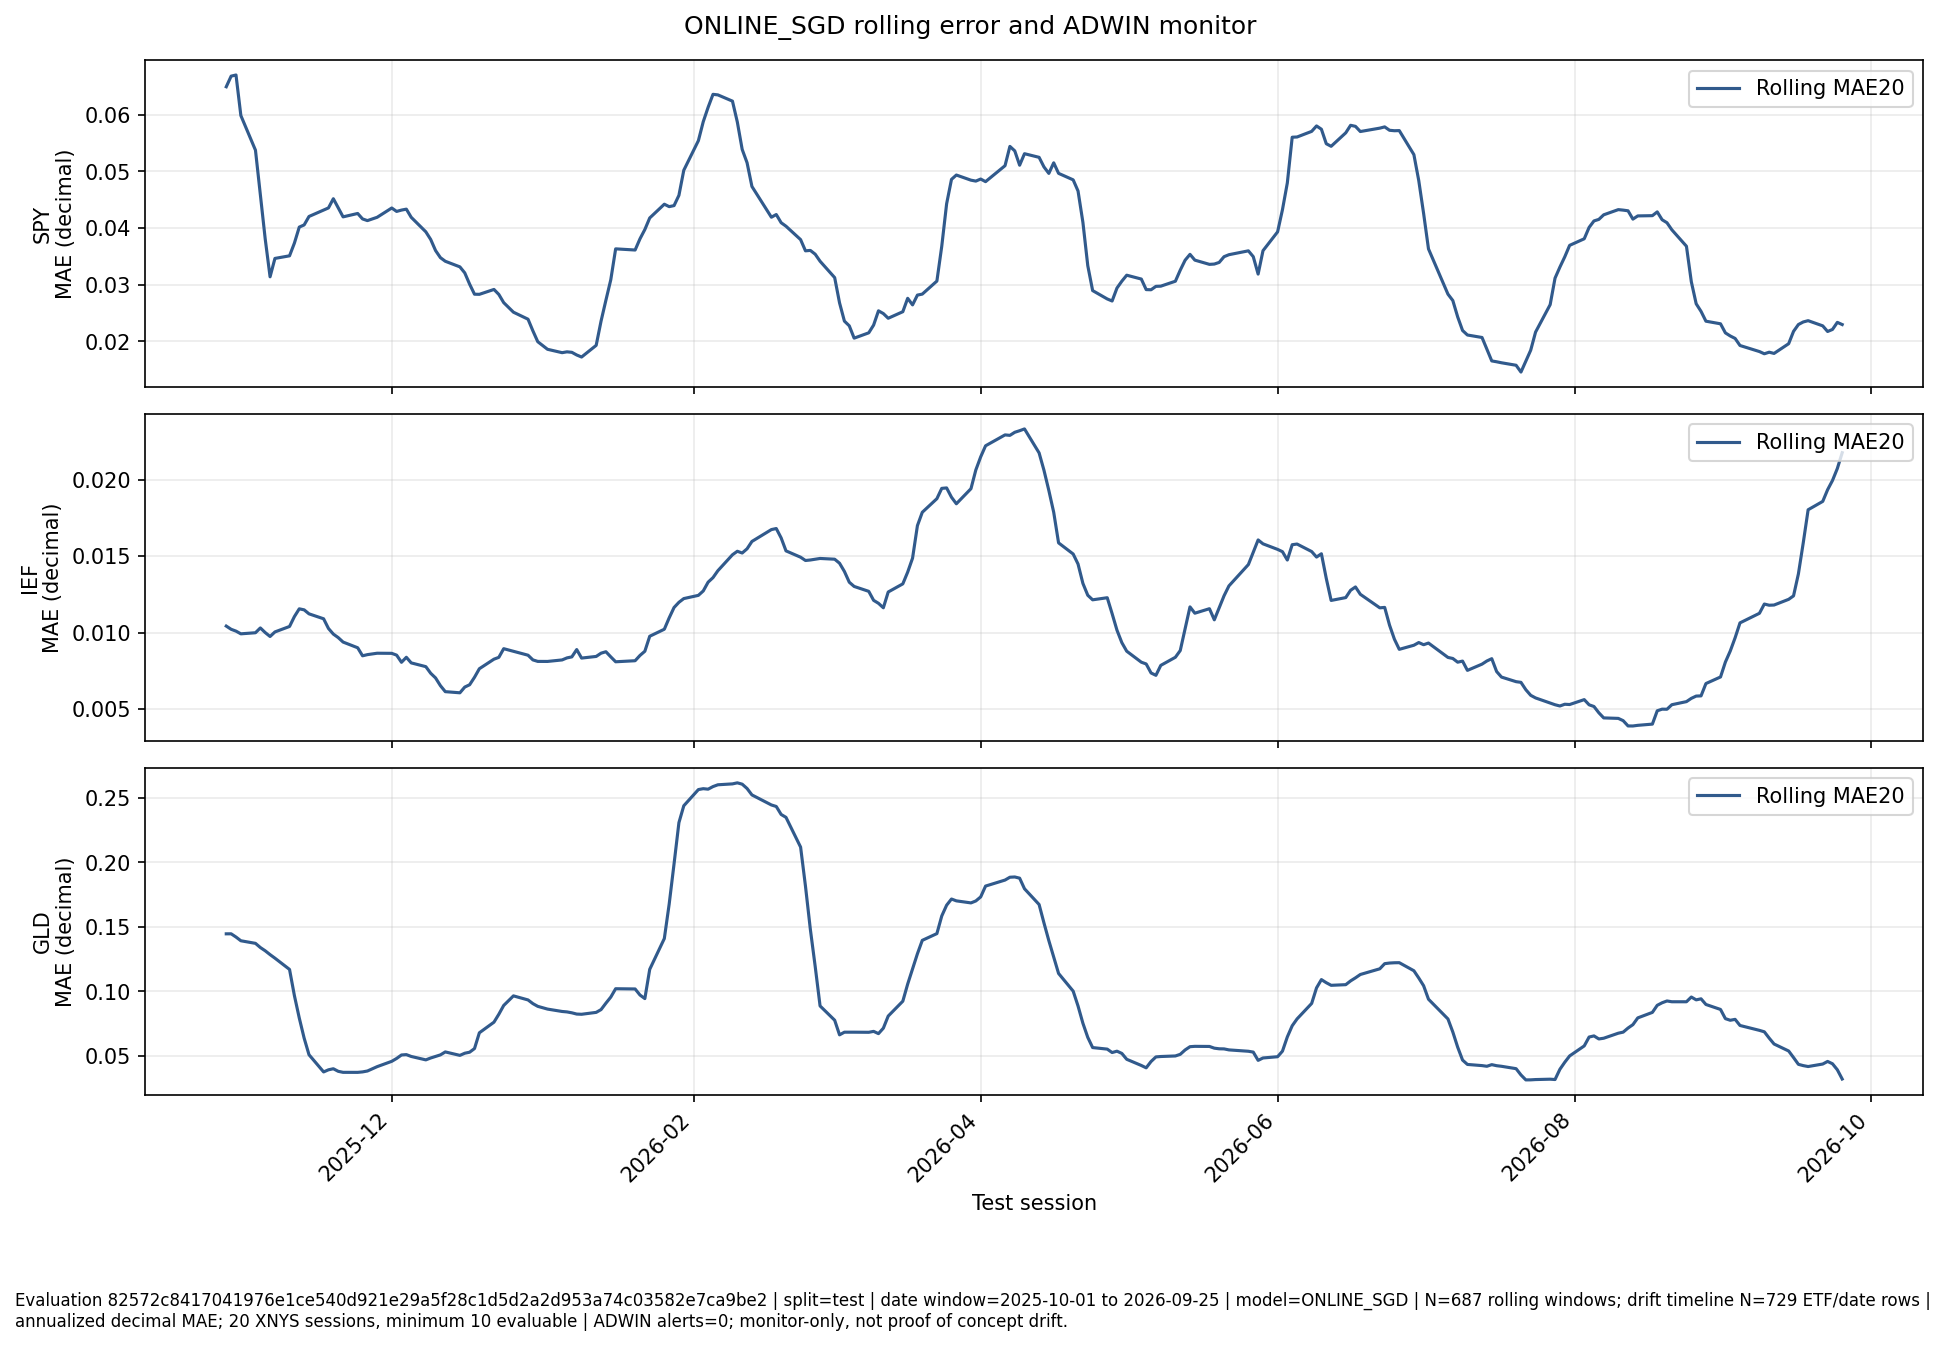 ONLINE_SGD rolling error and ADWIN monitor
SPY
MAE (decimal)
0.06
0.05
0.04
0.03
0.02
Rolling MAE20
IEF
MAE (decimal)
0.020
0.015
0.010
0.005
Rolling MAE20
GLD
MAE (decimal)
0.25
0.20
0.15
0.10
0.05
Rolling MAE20
2025-12
2026-02
2026-04
2026-06
2026-08
2026-10
Test session
Evaluation 82572c8417041976e1ce540d921e29a5f28c1d5d2a2d953a74c03582e7ca9be2 | split=test | date window=2025-10-01 to 2026-09-25 | model=ONLINE_SGD | N=687 rolling windows; drift timeline N=729 ETF/date rows |
annualized decimal MAE; 20 XNYS sessions, minimum 10 evaluable | ADWIN alerts=0; monitor-only, not proof of concept drift.